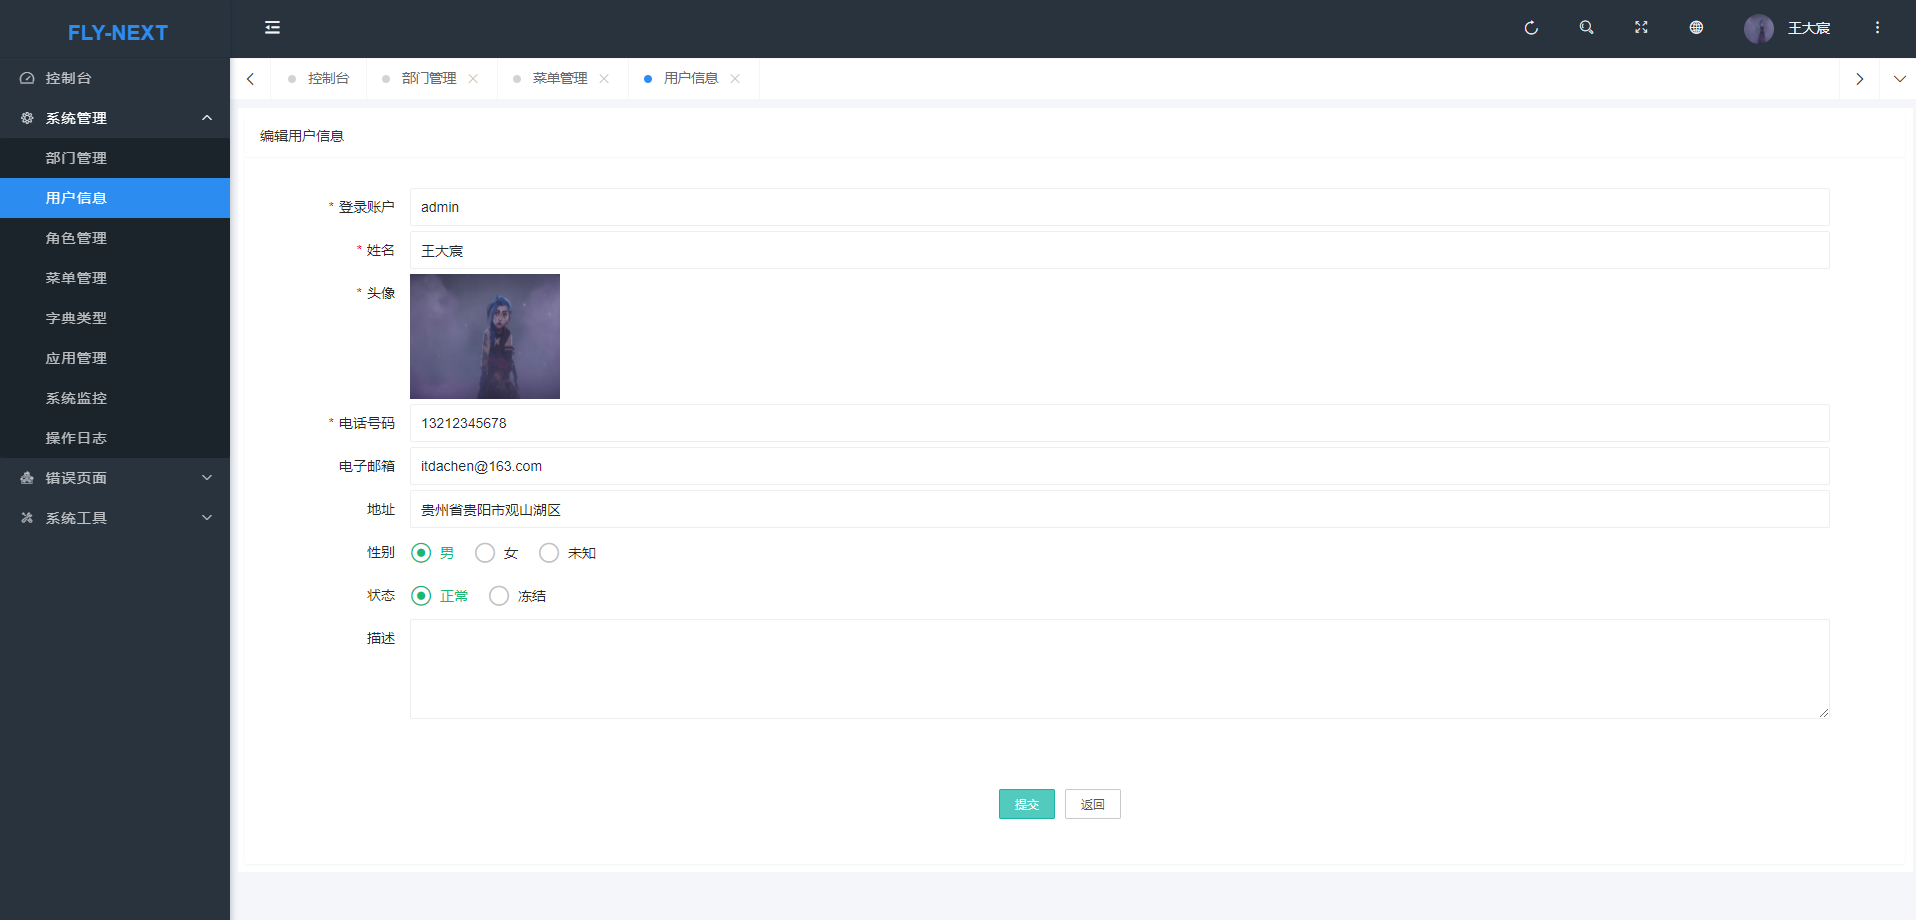 FLY-NEXT
王大宸
控制台
系统管理
部门管理
用户信息
角色管理
菜单管理
字典类型
应用管理
系统监控
操作日志
错误页面
系统工具
控制台 部门管理 菜单管理 用户信息
编辑用户信息
* 登录账户 admin
* 姓名 王大宸
* 头像
* 电话号码 13212345678
电子邮箱 itdachen@163.com
地址 贵州省贵阳市观山湖区
性别 男 女 未知
状态 正常 冻结
描述
提交 返回